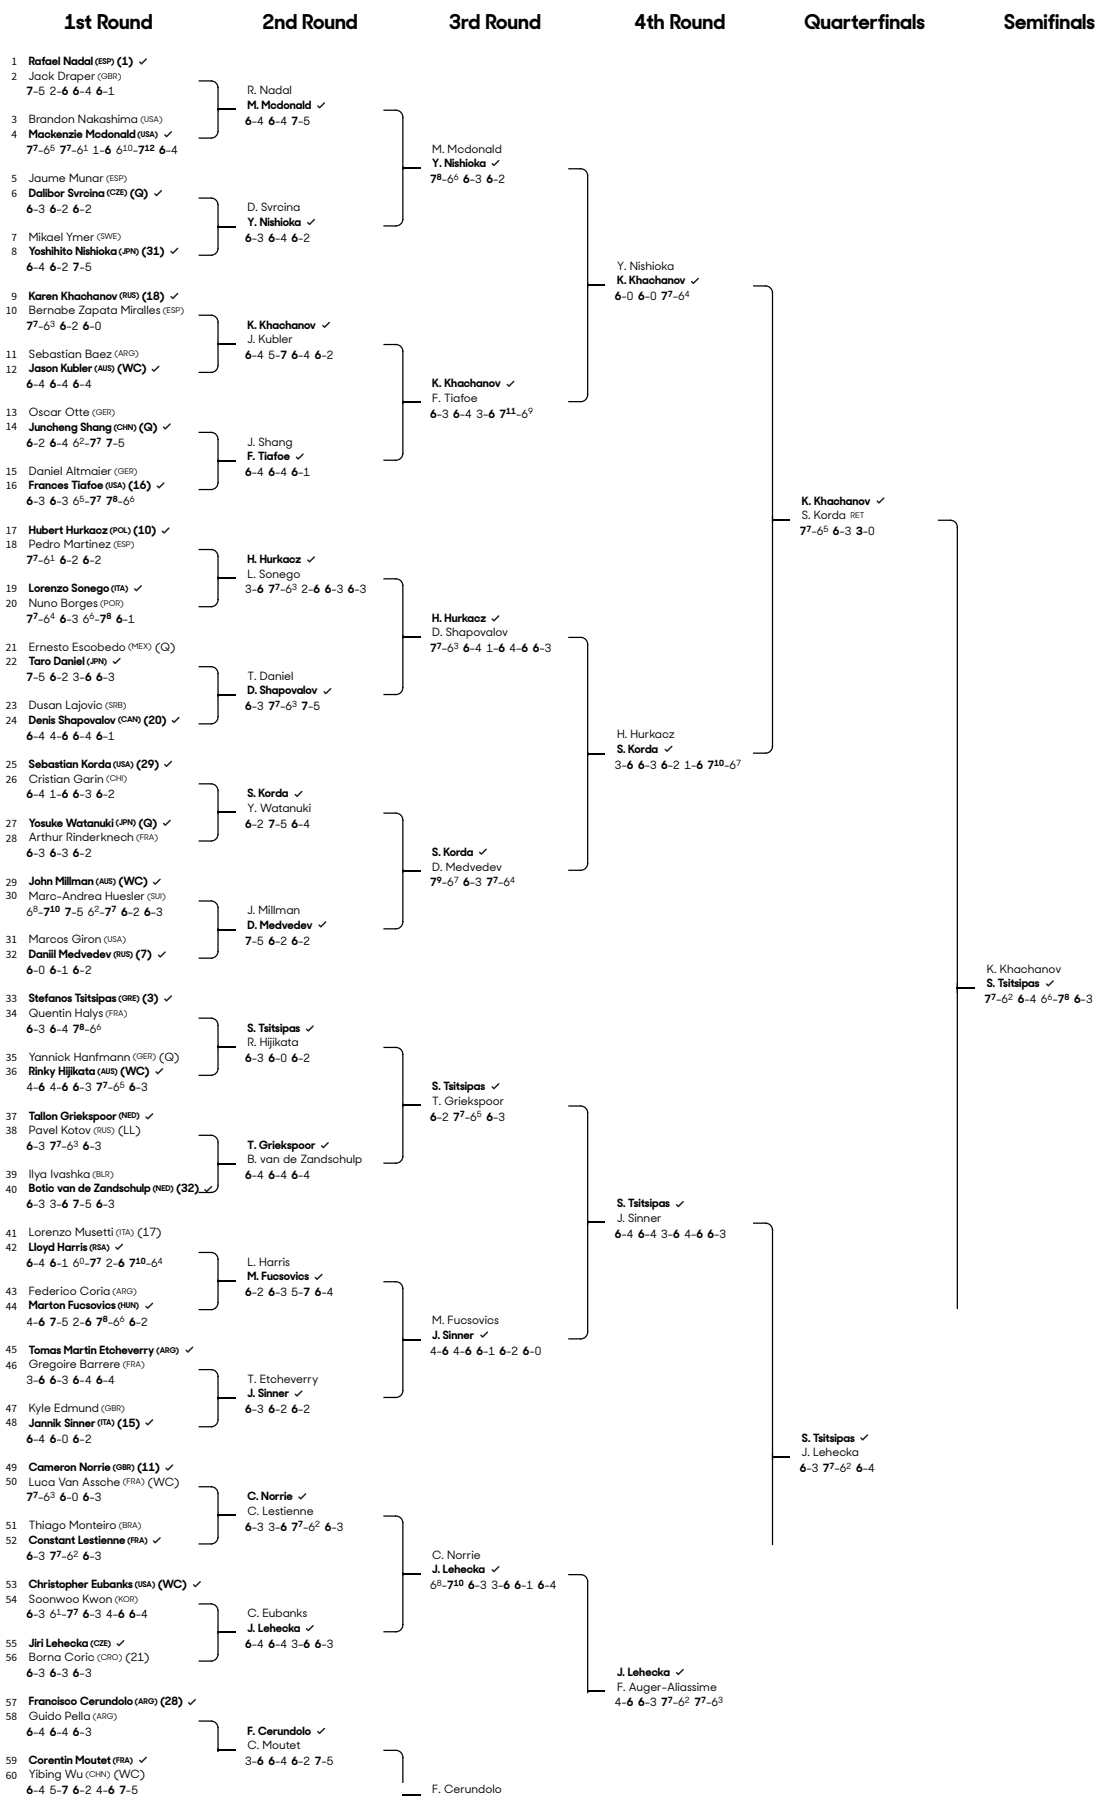 1st Round
2nd Round
3rd Round
4th Round
Quarterfinals
Semifinals
1 Rafael Nadal (ESP) (1) ✓
2 Jack Draper (GBR)
7-5 2-6 6-4 6-1
3 Brandon Nakashima (USA)
4 Mackenzie Mcdonald (USA) ✓
7⁷-6⁵ 7⁷-6¹ 1-6 6¹⁰-7¹² 6-4
5 Jaume Munar (ESP)
6 Dalibor Svrcina (CZE) (Q) ✓
6-3 6-2 6-2
7 Mikael Ymer (SWE)
8 Yoshihito Nishioka (JPN) (31) ✓
6-4 6-2 7-5
9 Karen Khachanov (RUS) (18) ✓
10 Bernabe Zapata Miralles (ESP)
7⁷-6³ 6-2 6-0
11 Sebastian Baez (ARG)
12 Jason Kubler (AUS) (WC) ✓
6-4 6-4 6-4
13 Oscar Otte (GER)
14 Juncheng Shang (CHN) (Q) ✓
6-2 6-4 6²-7⁷ 7-5
15 Daniel Altmaier (GER)
16 Frances Tiafoe (USA) (16) ✓
6-3 6-3 6⁵-7⁷ 7⁸-6⁶
17 Hubert Hurkacz (POL) (10) ✓
18 Pedro Martinez (ESP)
7⁷-6¹ 6-2 6-2
19 Lorenzo Sonego (ITA) ✓
20 Nuno Borges (POR)
7⁷-6⁴ 6-3 6⁶-7⁸ 6-1
21 Ernesto Escobedo (MEX) (Q)
22 Taro Daniel (JPN) ✓
7-5 6-2 3-6 6-3
23 Dusan Lajovic (SRB)
24 Denis Shapovalov (CAN) (20) ✓
6-4 4-6 6-4 6-1
25 Sebastian Korda (USA) (29) ✓
26 Cristian Garin (CHI)
6-4 1-6 6-3 6-2
27 Yosuke Watanuki (JPN) (Q) ✓
28 Arthur Rinderknech (FRA)
6-3 6-3 6-2
29 John Millman (AUS) (WC) ✓
30 Marc-Andrea Huesler (SUI)
6⁸-7¹⁰ 7-5 6²-7⁷ 6-2 6-3
31 Marcos Giron (USA)
32 Daniil Medvedev (RUS) (7) ✓
6-0 6-1 6-2
33 Stefanos Tsitsipas (GRE) (3) ✓
34 Quentin Halys (FRA)
6-3 6-4 7⁸-6⁶
35 Yannick Hanfmann (GER) (Q)
36 Rinky Hijikata (AUS) (WC) ✓
4-6 4-6 6-3 7⁷-6⁵ 6-3
37 Tallon Griekspoor (NED) ✓
38 Pavel Kotov (RUS) (LL)
6-3 7⁷-6³ 6-3
39 Ilya Ivashka (BLR)
40 Botic van de Zandschulp (NED) (32) ✓
6-3 3-6 7-5 6-3
41 Lorenzo Musetti (ITA) (17)
42 Lloyd Harris (RSA) ✓
6-4 6-1 6⁰-7⁷ 2-6 7¹⁰-6⁴
43 Federico Coria (ARG)
44 Marton Fucsovics (HUN) ✓
4-6 7-5 2-6 7⁸-6⁶ 6-2
45 Tomas Martin Etcheverry (ARG) ✓
46 Gregoire Barrere (FRA)
3-6 6-3 6-4 6-4
47 Kyle Edmund (GBR)
48 Jannik Sinner (ITA) (15) ✓
6-4 6-0 6-2
49 Cameron Norrie (GBR) (11) ✓
50 Luca Van Assche (FRA) (WC)
7⁷-6³ 6-0 6-3
51 Thiago Monteiro (BRA)
52 Constant Lestienne (FRA) ✓
6-3 7⁷-6² 6-3
53 Christopher Eubanks (USA) (WC) ✓
54 Soonwoo Kwon (KOR)
6-3 6¹-7⁷ 6-3 4-6 6-4
55 Jiri Lehecka (CZE) ✓
56 Borna Coric (CRO) (21)
6-3 6-3 6-3
57 Francisco Cerundolo (ARG) (28) ✓
58 Guido Pella (ARG)
6-4 6-4 6-3
59 Corentin Moutet (FRA) ✓
60 Yibing Wu (CHN) (WC)
6-4 5-7 6-2 4-6 7-5
R. Nadal
M. Mcdonald ✓
6-4 6-4 7-5
D. Svrcina
Y. Nishioka ✓
6-3 6-4 6-2
K. Khachanov ✓
J. Kubler
6-4 5-7 6-4 6-2
J. Shang
F. Tiafoe ✓
6-4 6-4 6-1
H. Hurkacz ✓
L. Sonego
3-6 7⁷-6³ 2-6 6-3 6-3
T. Daniel
D. Shapovalov ✓
6-3 7⁷-6³ 7-5
S. Korda ✓
Y. Watanuki
6-2 7-5 6-4
J. Millman
D. Medvedev ✓
7-5 6-2 6-2
S. Tsitsipas ✓
R. Hijikata
6-3 6-0 6-2
T. Griekspoor ✓
B. van de Zandschulp
6-4 6-4 6-4
L. Harris
M. Fucsovics ✓
6-2 6-3 5-7 6-4
T. Etcheverry
J. Sinner ✓
6-3 6-2 6-2
C. Norrie ✓
C. Lestienne
6-3 3-6 7⁷-6² 6-3
C. Eubanks
J. Lehecka ✓
6-4 6-4 3-6 6-3
F. Cerundolo ✓
C. Moutet
3-6 6-4 6-2 7-5
M. Mcdonald
Y. Nishioka ✓
7⁸-6⁶ 6-3 6-2
K. Khachanov ✓
F. Tiafoe
6-3 6-4 3-6 7¹¹-6⁹
H. Hurkacz ✓
D. Shapovalov
7⁷-6³ 6-4 1-6 4-6 6-3
S. Korda ✓
D. Medvedev
7⁹-6⁷ 6-3 7⁷-6⁴
S. Tsitsipas ✓
T. Griekspoor
6-2 7⁷-6⁵ 6-3
M. Fucsovics
J. Sinner ✓
4-6 4-6 6-1 6-2 6-0
C. Norrie
J. Lehecka ✓
6⁸-7¹⁰ 6-3 3-6 6-1 6-4
F. Cerundolo
Y. Nishioka
K. Khachanov ✓
6-0 6-0 7⁷-6⁴
H. Hurkacz
S. Korda ✓
3-6 6-3 6-2 1-6 7¹⁰-6⁷
S. Tsitsipas ✓
J. Sinner
6-4 6-4 3-6 4-6 6-3
J. Lehecka ✓
F. Auger-Aliassime
4-6 6-3 7⁷-6² 7⁷-6³
K. Khachanov ✓
S. Korda RET
7⁷-6⁵ 6-3 3-0
S. Tsitsipas ✓
J. Lehecka
6-3 7⁷-6² 6-4
K. Khachanov
S. Tsitsipas ✓
7⁷-6² 6-4 6⁶-7⁸ 6-3